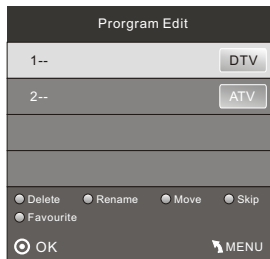 Prorgram Edit
1-- DTV
2-- ATV
Delete Rename Move Skip
Favourite
OK MENU